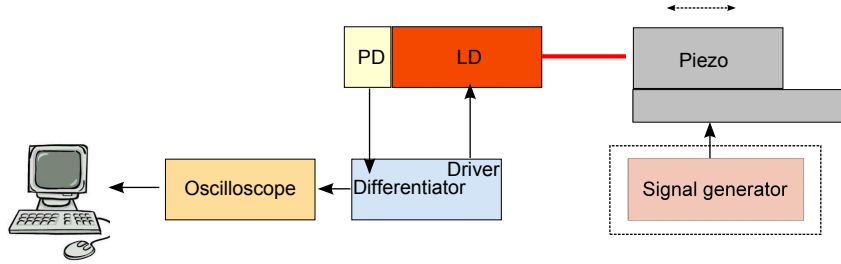 PD
LD
Piezo
Driver
Oscilloscope
Differentiator
Signal generator